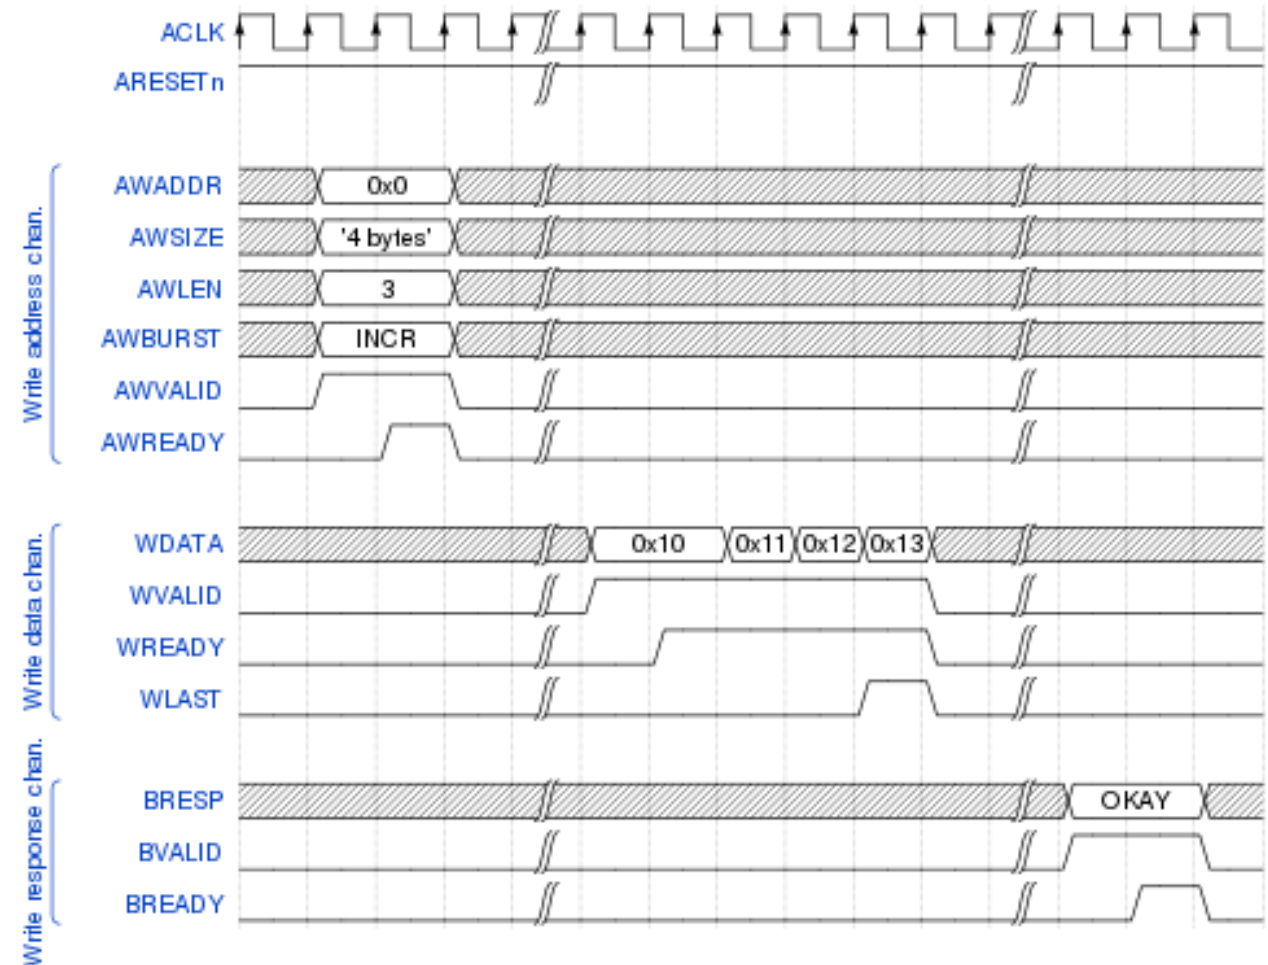 ACLK
ARESETn
Write address chan.
AWADDR 0x0
AWSIZE '4 bytes'
AWLEN 3
AWBURST INCR
AWVALID
AWREADY
Write data chan.
WDATA 0x10 0x11 0x12 0x13
WVALID
WREADY
WLAST
Write response chan.
BRESP OKAY
BVALID
BREADY